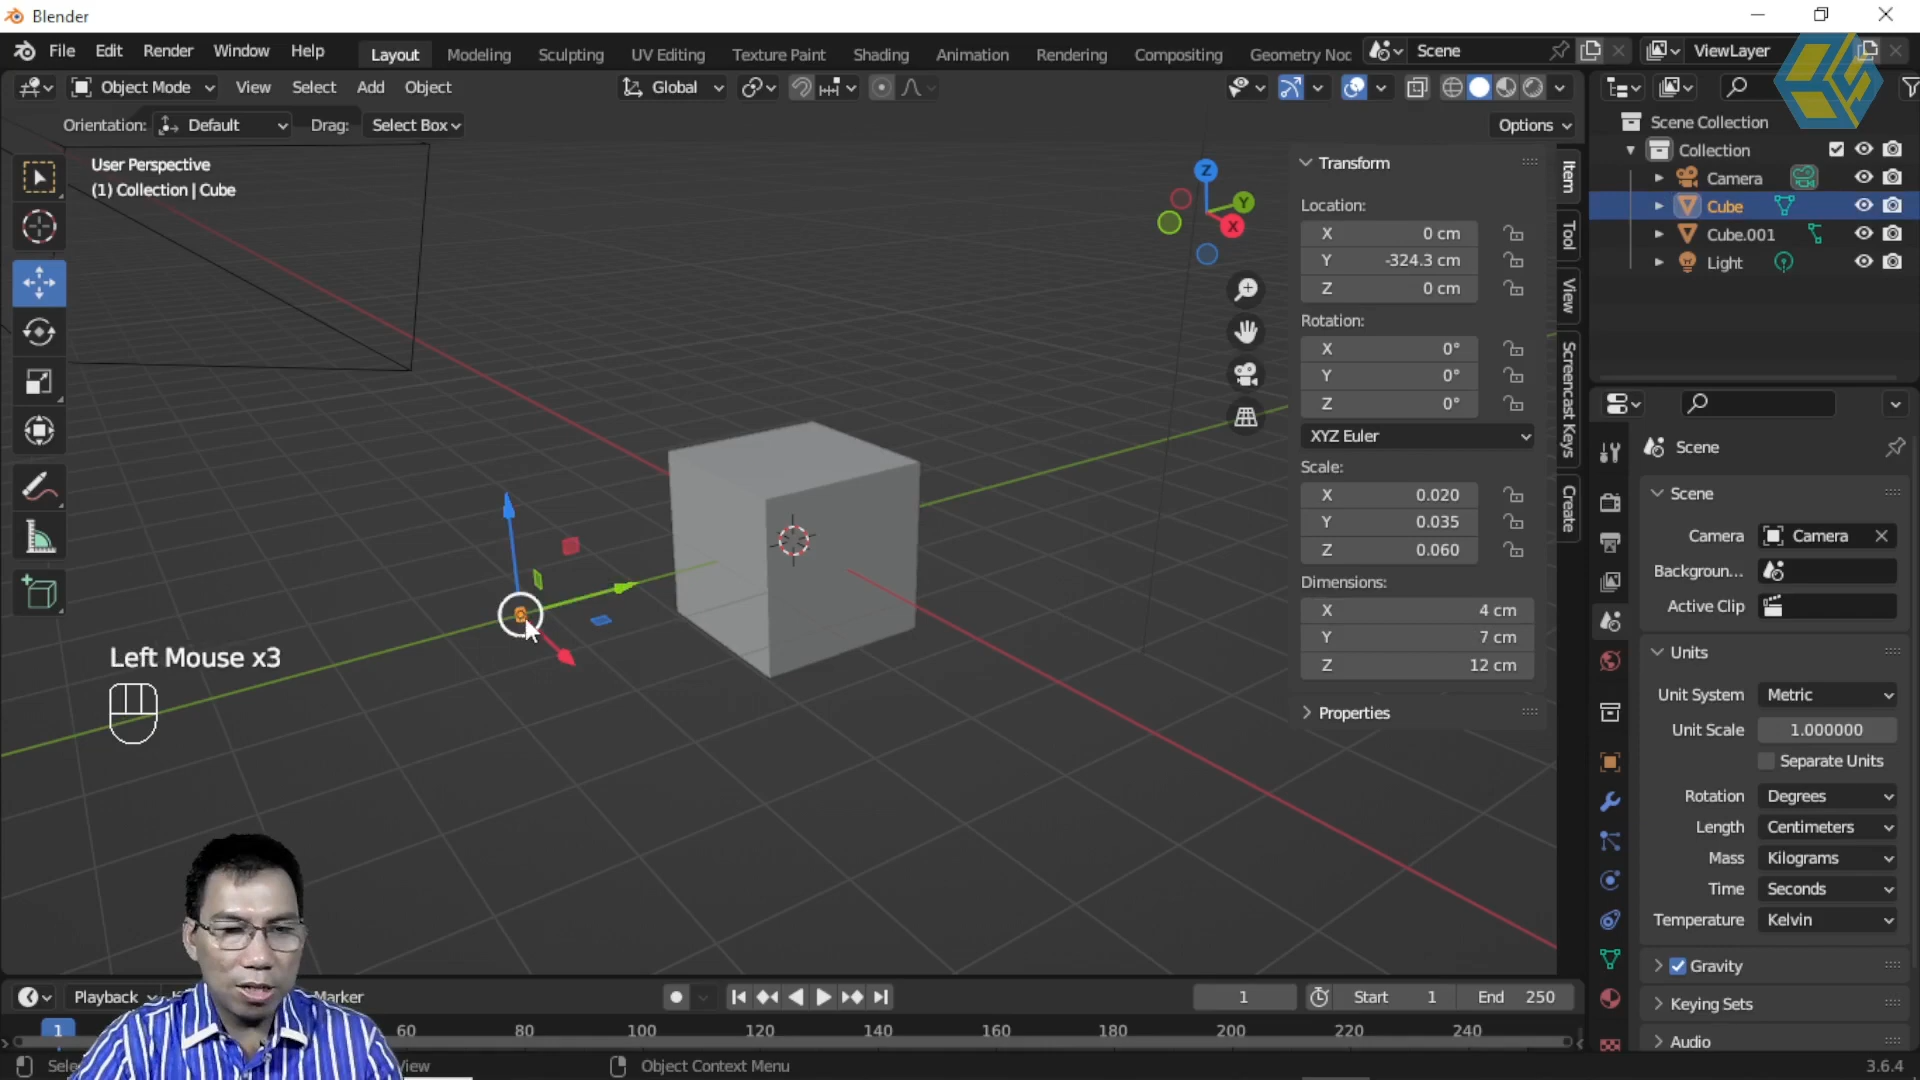 Blender
File Edit Render Window Help Layout Modeling Sculpting UV Editing Texture Paint Shading Animation Rendering Compositing Geometry Noc Scene ViewLayer
Object Mode View Select Add Object Global
Orientation: Default Drag: Select Box Options
User Perspective
(1) Collection | Cube
Z
Y
X
Left Mouse x3
Transform
Location:
X 0 cm
Y -324.3 cm
Z 0 cm
Rotation:
X 0°
Y 0°
Z 0°
XYZ Euler
Scale:
X 0.020
Y 0.035
Z 0.060
Dimensions:
X 4 cm
Y 7 cm
Z 12 cm
Properties
Item
Tool
View
Screencast Keys
Create
Scene Collection
Collection
Camera
Cube
Cube.001
Light
Scene
Scene
Camera Camera
Backgroun...
Active Clip
Units
Unit System Metric
Unit Scale 1.000000
Separate Units
Rotation Degrees
Length Centimeters
Mass Kilograms
Time Seconds
Temperature Kelvin
Gravity
Keying Sets
Audio
Playback Marker 1 Start 1 End 250
1 60 80 100 120 140 160 180 200 220 240
Object Context Menu 3.6.4